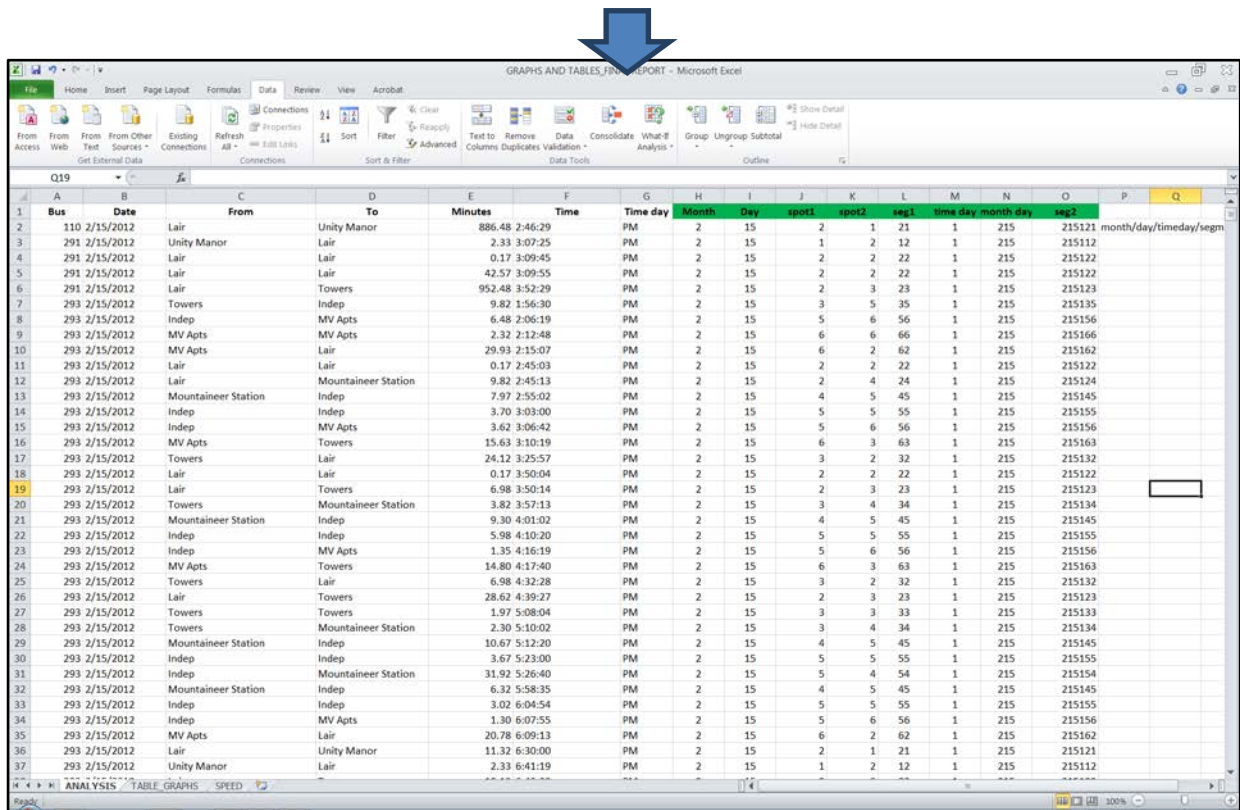 GRAPHS AND TABLES_FIN REPORT - Microsoft Excel
File Home Insert Page Layout Formulas Data Review View Acrobat
From Access From Web From Text From Other Sources Existing Connections Refresh All Connections Properties Edit Links Sort Filter Clear Reapply Advanced Text to Columns Remove Duplicates Data Validation Consolidate What-If Analysis Group Ungroup Subtotal Show Detail Hide Detail
Get External Data Connections Sort & Filter Data Tools Outline
Q19 fx
A B C D E F G H I J K L M N O P Q
1 Bus Date From To Minutes Time Time day Month Day spot1 spot2 seg1 time day month day seg2
2 110 2/15/2012 Lair Unity Manor 886.48 2:46:29 PM 2 15 2 1 21 1 215 215121 month/day/timeday/segm
3 291 2/15/2012 Unity Manor Lair 2.33 3:07:25 PM 2 15 1 2 12 1 215 215112
4 291 2/15/2012 Lair Lair 0.17 3:09:45 PM 2 15 2 2 22 1 215 215122
5 291 2/15/2012 Lair Lair 42.57 3:09:55 PM 2 15 2 2 22 1 215 215122
6 291 2/15/2012 Lair Towers 952.48 3:52:29 PM 2 15 2 3 23 1 215 215123
7 293 2/15/2012 Towers Indep 9.82 1:56:30 PM 2 15 3 5 35 1 215 215135
8 293 2/15/2012 Indep MV Apts 6.48 2:06:19 PM 2 15 5 6 56 1 215 215156
9 293 2/15/2012 MV Apts MV Apts 2.32 2:12:48 PM 2 15 6 6 66 1 215 215166
10 293 2/15/2012 MV Apts Lair 29.93 2:15:07 PM 2 15 6 2 62 1 215 215162
11 293 2/15/2012 Lair Lair 0.17 2:45:03 PM 2 15 2 2 22 1 215 215122
12 293 2/15/2012 Lair Mountaineer Station 9.82 2:45:13 PM 2 15 2 4 24 1 215 215124
13 293 2/15/2012 Mountaineer Station Indep 7.97 2:55:02 PM 2 15 4 5 45 1 215 215145
14 293 2/15/2012 Indep Indep 3.70 3:03:00 PM 2 15 5 5 55 1 215 215155
15 293 2/15/2012 Indep MV Apts 3.62 3:06:42 PM 2 15 5 6 56 1 215 215156
16 293 2/15/2012 MV Apts Towers 15.63 3:10:19 PM 2 15 6 3 63 1 215 215163
17 293 2/15/2012 Towers Lair 24.12 3:25:57 PM 2 15 3 2 32 1 215 215132
18 293 2/15/2012 Lair Lair 0.17 3:50:04 PM 2 15 2 2 22 1 215 215122
19 293 2/15/2012 Lair Towers 6.98 3:50:14 PM 2 15 2 3 23 1 215 215123
20 293 2/15/2012 Towers Mountaineer Station 3.82 3:57:13 PM 2 15 3 4 34 1 215 215134
21 293 2/15/2012 Mountaineer Station Indep 9.30 4:01:02 PM 2 15 4 5 45 1 215 215145
22 293 2/15/2012 Indep Indep 5.98 4:10:20 PM 2 15 5 5 55 1 215 215155
23 293 2/15/2012 Indep MV Apts 1.35 4:16:19 PM 2 15 5 6 56 1 215 215156
24 293 2/15/2012 MV Apts Towers 14.80 4:17:40 PM 2 15 6 3 63 1 215 215163
25 293 2/15/2012 Towers Lair 6.98 4:32:28 PM 2 15 3 2 32 1 215 215132
26 293 2/15/2012 Lair Towers 28.62 4:39:27 PM 2 15 2 3 23 1 215 215123
27 293 2/15/2012 Towers Towers 1.97 5:08:04 PM 2 15 3 3 33 1 215 215133
28 293 2/15/2012 Towers Mountaineer Station 2.30 5:10:02 PM 2 15 3 4 34 1 215 215134
29 293 2/15/2012 Mountaineer Station Indep 10.67 5:12:20 PM 2 15 4 5 45 1 215 215145
30 293 2/15/2012 Indep Indep 3.67 5:23:00 PM 2 15 5 5 55 1 215 215155
31 293 2/15/2012 Indep Mountaineer Station 31.92 5:26:40 PM 2 15 5 4 54 1 215 215154
32 293 2/15/2012 Mountaineer Station Indep 6.32 5:58:35 PM 2 15 4 5 45 1 215 215145
33 293 2/15/2012 Indep Indep 3.02 6:04:54 PM 2 15 5 5 55 1 215 215155
34 293 2/15/2012 Indep MV Apts 1.30 6:07:55 PM 2 15 5 6 56 1 215 215156
35 293 2/15/2012 MV Apts Lair 20.78 6:09:13 PM 2 15 6 2 62 1 215 215162
36 293 2/15/2012 Lair Unity Manor 11.32 6:30:00 PM 2 15 2 1 21 1 215 215121
37 293 2/15/2012 Unity Manor Lair 2.33 6:41:19 PM 2 15 1 2 12 1 215 215112
ANALYSIS TABLE_GRAPHS SPEED
Ready 100%